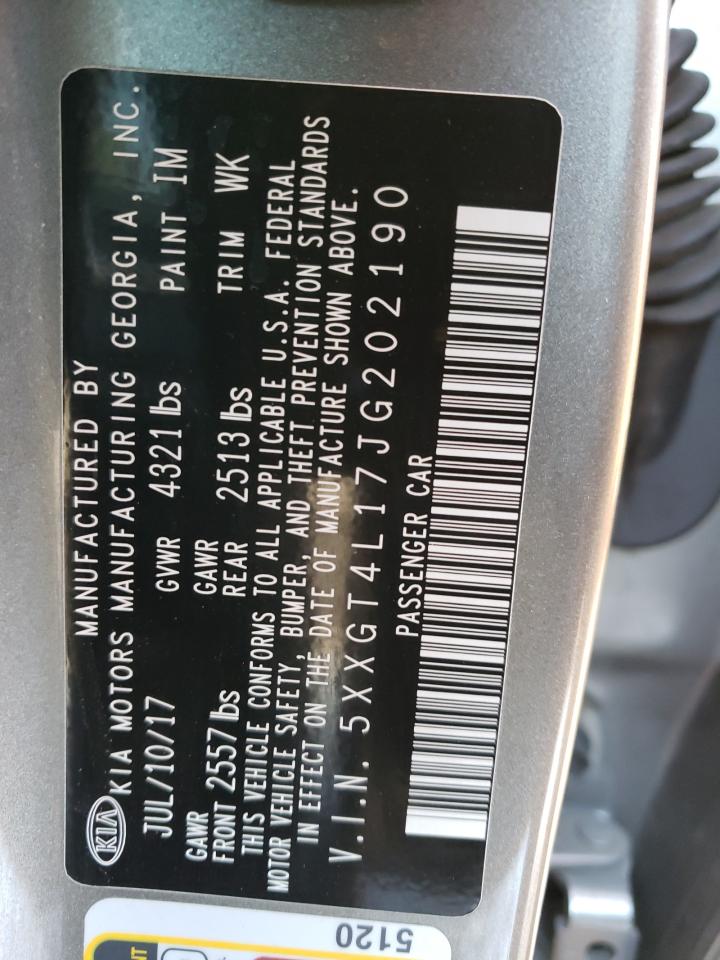 MANUFACTURED BY
KIA KIA MOTORS MANUFACTURING GEORGIA, INC.
JUL/10/17 GVWR 4321 lbs PAINT IM
GAWR FRONT 2557 lbs GAWR REAR 2513 lbs TRIM WK
THIS VEHICLE CONFORMS TO ALL APPLICABLE U.S.A. FEDERAL
MOTOR VEHICLE SAFETY, BUMPER, AND THEFT PREVENTION STANDARDS
IN EFFECT ON THE DATE OF MANUFACTURE SHOWN ABOVE.
V.I.N. 5XXGT4L17JG202190
PASSENGER CAR
5120